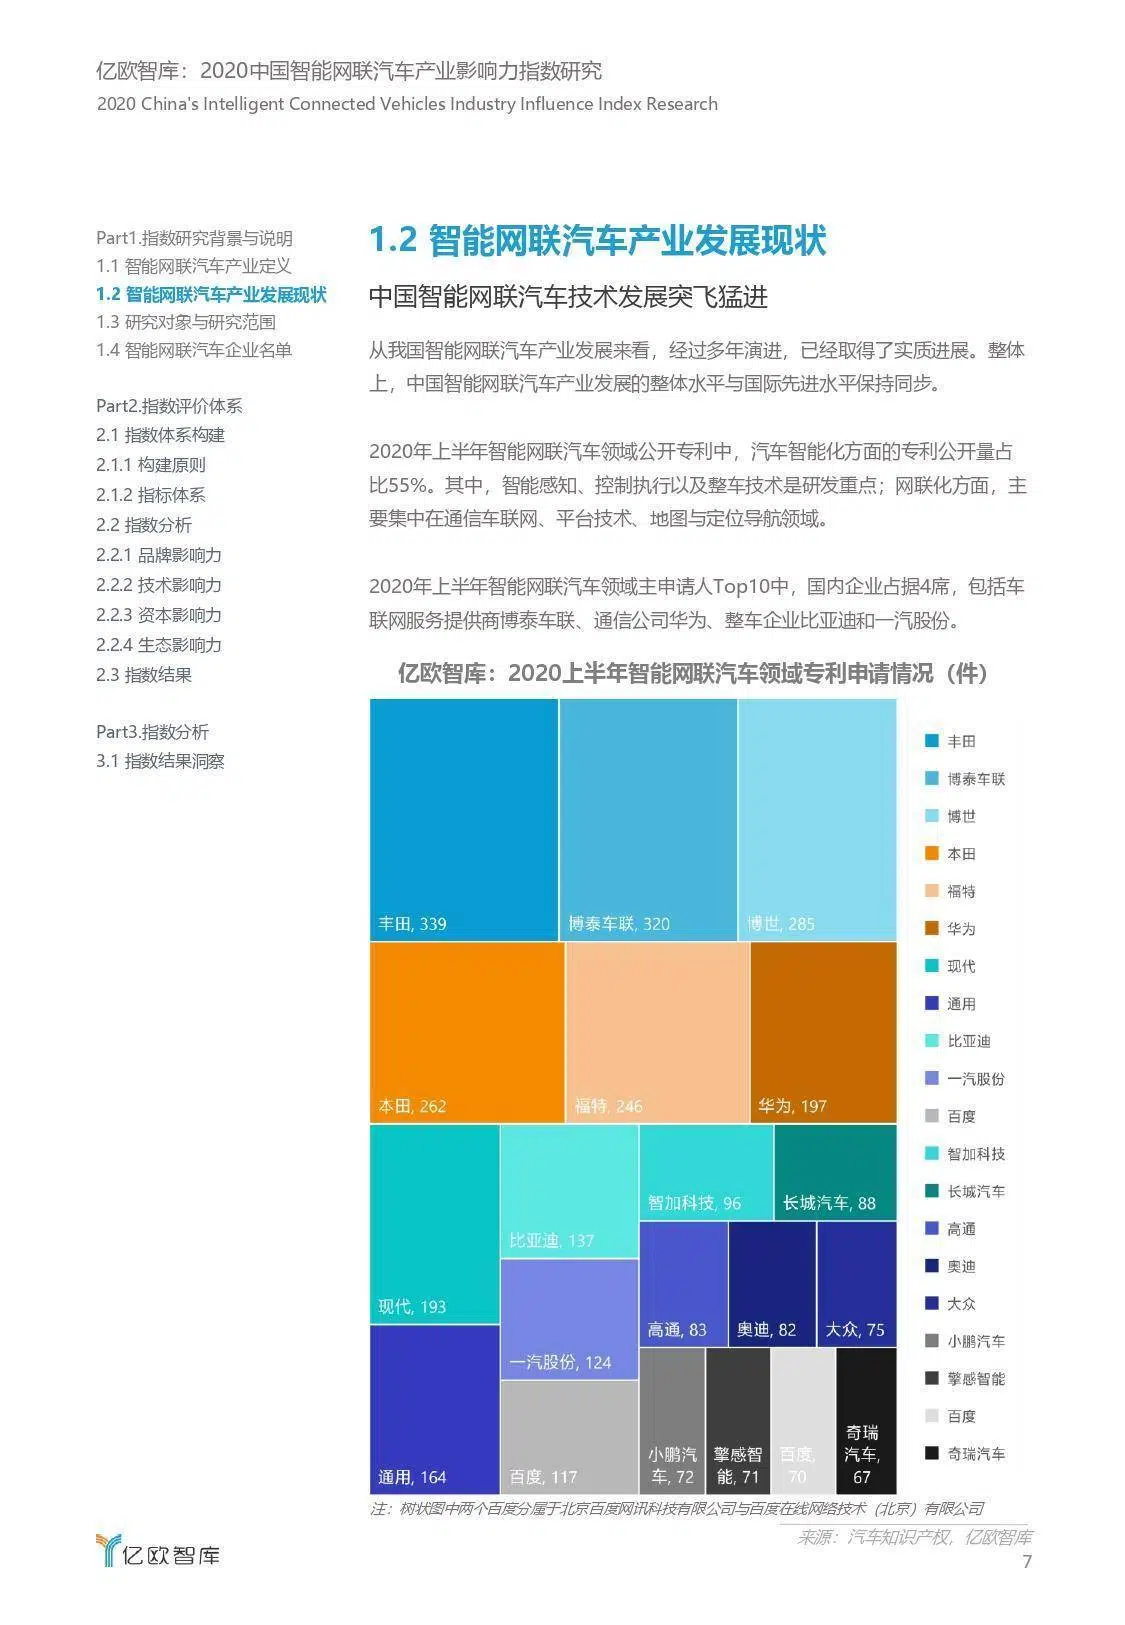 亿欧智库：2020中国智能网联汽车产业影响力指数研究
2020 China's Intelligent Connected Vehicles Industry Influence Index Research
Part1.指数研究背景与说明
1.1 智能网联汽车产业定义
1.2 智能网联汽车产业发展现状
1.3 研究对象与研究范围
1.4 智能网联汽车企业名单
Part2.指数评价体系
2.1 指数体系构建
2.1.1 构建原则
2.1.2 指标体系
2.2 指数分析
2.2.1 品牌影响力
2.2.2 技术影响力
2.2.3 资本影响力
2.2.4 生态影响力
2.3 指数结果
Part3.指数分析
3.1 指数结果洞察
1.2 智能网联汽车产业发展现状
中国智能网联汽车技术发展突飞猛进
从我国智能网联汽车产业发展来看，经过多年演进，已经取得了实质进展。整体
上，中国智能网联汽车产业发展的整体水平与国际先进水平保持同步。
2020年上半年智能网联汽车领域公开专利中，汽车智能化方面的专利公开量占
比55%。其中，智能感知、控制执行以及整车技术是研发重点；网联化方面，主
要集中在通信车联网、平台技术、地图与定位导航领域。
2020年上半年智能网联汽车领域主申请人Top10中，国内企业占据4席，包括车
联网服务提供商博泰车联、通信公司华为、整车企业比亚迪和一汽股份。
亿欧智库：2020上半年智能网联汽车领域专利申请情况（件）
丰田, 339
博泰车联, 320
博世, 285
本田, 262
福特, 246
华为, 197
现代, 193
比亚迪, 137
智加科技, 96
长城汽车, 88
高通, 83
奥迪, 82
大众, 75
一汽股份, 124
通用, 164
百度, 117
小鹏汽
车, 72
擎感智
能, 71
百度,
70
奇瑞
汽车,
67
丰田
博泰车联
博世
本田
福特
华为
现代
通用
比亚迪
一汽股份
百度
智加科技
长城汽车
高通
奥迪
大众
小鹏汽车
擎感智能
百度
奇瑞汽车
注：树状图中两个百度分属于北京百度网讯科技有限公司与百度在线网络技术（北京）有限公司
来源：汽车知识产权，亿欧智库
亿欧智库
7